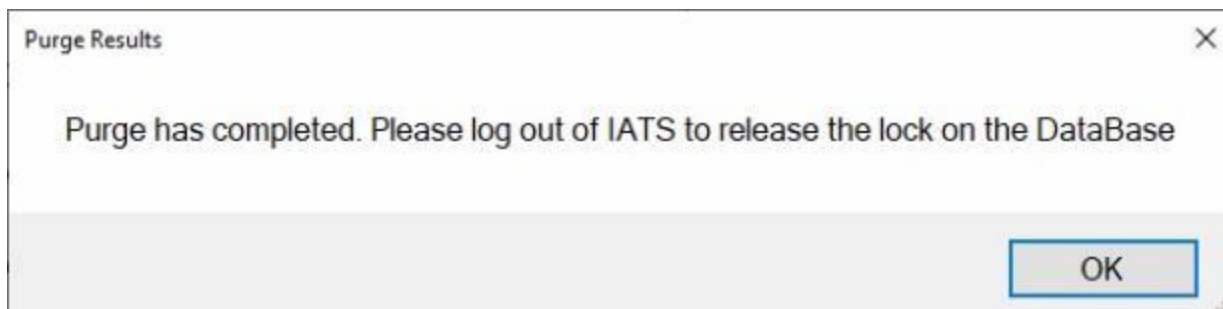 Purge Results
Purge has completed. Please log out of IATS to release the lock on the DataBase
OK